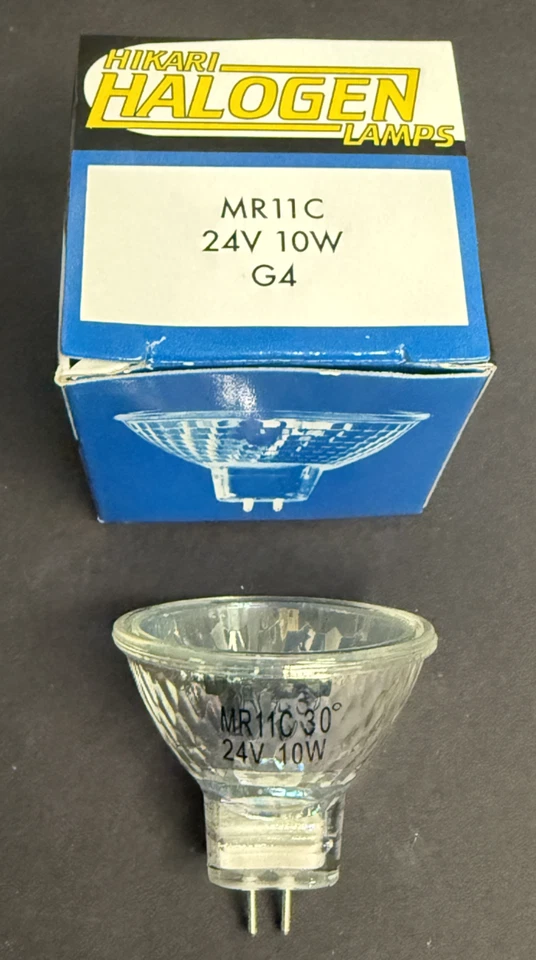 HIKARI
HALOGEN
LAMPS
MR11C
24V 10W
G4
MR11C 30°
24V 10W